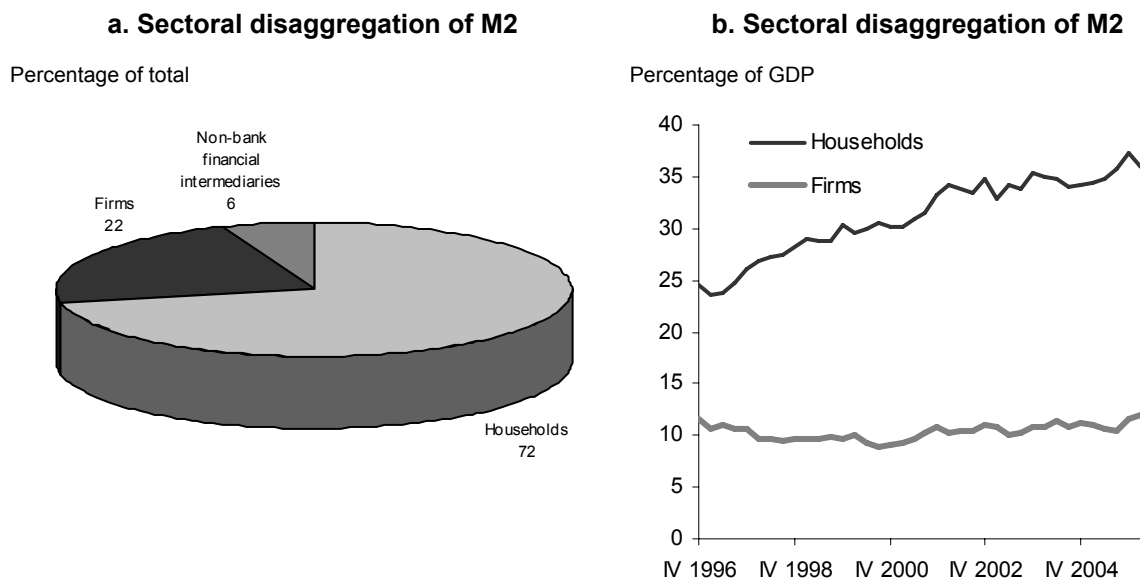 a. Sectoral disaggregation of M2
Percentage of total
Non-bank
financial
intermediaries
6
Firms
22
Households
72
b. Sectoral disaggregation of M2
Percentage of GDP
40
35
30
25
20
15
10
5
0
Households
Firms
IV 1996 IV 1998 IV 2000 IV 2002 IV 2004